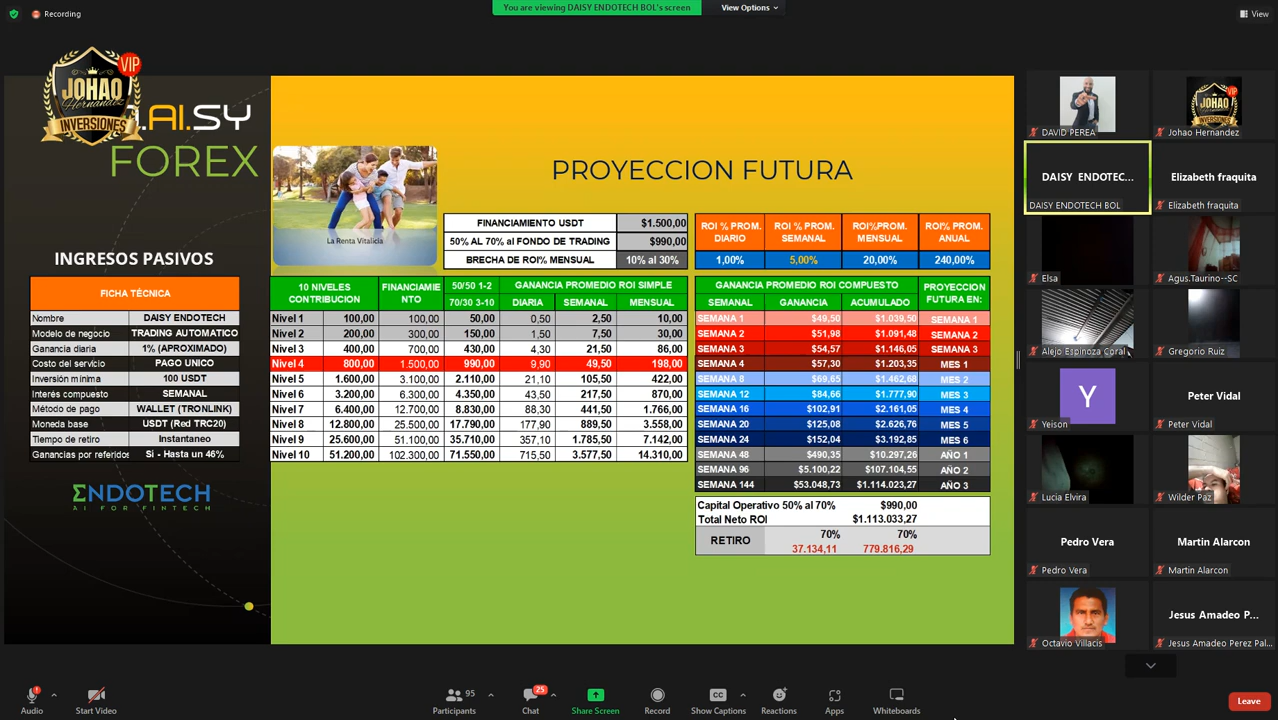 Recording
You are viewing DAISY ENDOTECH BOL's screen
View Options
View
VIP
JOHAO
Hernandez
INVERSIONES
.AI.SY
FOREX
INGRESOS PASIVOS
FICHA TÉCNICA
Nombre DAISY ENDOTECH
Modelo de negocio TRADING AUTOMATICO
Ganancia diaria 1% (APROXIMADO)
Costo del servicio PAGO UNICO
Inversión mínima 100 USDT
Interés compuesto SEMANAL
Método de pago WALLET (TRONLINK)
Moneda base USDT (Red TRC20)
Tiempo de retiro Instantaneo
Ganancias por referidos Si - Hasta un 46%
ΣNDOTECH
AI FOR FINTECH
La Renta Vitalicia
PROYECCION FUTURA
FINANCIAMIENTO USDT $1.500,00
50% AL 70% al FONDO DE TRADING $990,00
BRECHA DE ROI% MENSUAL 10% al 30%
ROI % PROM. DIARIO ROI % PROM. SEMANAL ROI%PROM. MENSUAL ROI% PROM. ANUAL
1,00% 5,00% 20,00% 240,00%
10 NIVELES CONTRIBUCION FINANCIAMIENTO 50/50 1-2 70/30 3-10 GANANCIA PROMEDIO ROI SIMPLE
DIARIA SEMANAL MENSUAL
Nivel 1 100,00 100,00 50,00 0,50 2,50 10,00
Nivel 2 200,00 300,00 150,00 1,50 7,50 30,00
Nivel 3 400,00 700,00 430,00 4,30 21,50 86,00
Nivel 4 800,00 1.500,00 990,00 9,90 49,50 198,00
Nivel 5 1.600,00 3.100,00 2.110,00 21,10 105,50 422,00
Nivel 6 3.200,00 6.300,00 4.350,00 43,50 217,50 870,00
Nivel 7 6.400,00 12.700,00 8.830,00 88,30 441,50 1.766,00
Nivel 8 12.800,00 25.500,00 17.790,00 177,90 889,50 3.558,00
Nivel 9 25.600,00 51.100,00 35.710,00 357,10 1.785,50 7.142,00
Nivel 10 51.200,00 102.300,00 71.550,00 715,50 3.577,50 14.310,00
GANANCIA PROMEDIO ROI COMPUESTO PROYECCION FUTURA EN:
SEMANAL GANANCIA ACUMULADO
SEMANA 1 $49,50 $1.039,50 SEMANA 1
SEMANA 2 $51,98 $1.091,48 SEMANA 2
SEMANA 3 $54,57 $1.146,05 SEMANA 3
SEMANA 4 $57,30 $1.203,35 MES 1
SEMANA 8 $69,65 $1.462,68 MES 2
SEMANA 12 $84,66 $1.777,90 MES 3
SEMANA 16 $102,91 $2.161,05 MES 4
SEMANA 20 $125,08 $2.626,76 MES 5
SEMANA 24 $152,04 $3.192,85 MES 6
SEMANA 48 $490,35 $10.297,26 AÑO 1
SEMANA 96 $5.100,22 $107.104,55 AÑO 2
SEMANA 144 $53.048,73 $1.114.023,27 AÑO 3
Capital Operativo 50% al 70% $990,00
Total Neto ROI $1.113.033,27
RETIRO 70% 70%
37.134,11 779.816,29
DAVID PEREA
VIP
JOHAO
INVERSIONES
Johao Hernández
DAISY ENDOTEC...
DAISY ENDOTECH BOL
Elizabeth fraquita
Elizabeth fraquita
Elsa
Agus.Taurino--SC
Alejo Espinoza Coral
Gregorio Ruiz
Y
Yeison
Peter Vidal
Peter Vidal
Lucia Elvira
Wilder Paz
Pedro Vera
Pedro Vera
Martin Alarcon
Martin Alarcon
Octavio Villacis
Jesus Amadeo P...
Jesus Amadeo Perez Pal...
Audio
Start Video
95
Participants
25
Chat
Share Screen
Record
CC
Show Captions
Reactions
Apps
Whiteboards
Leave